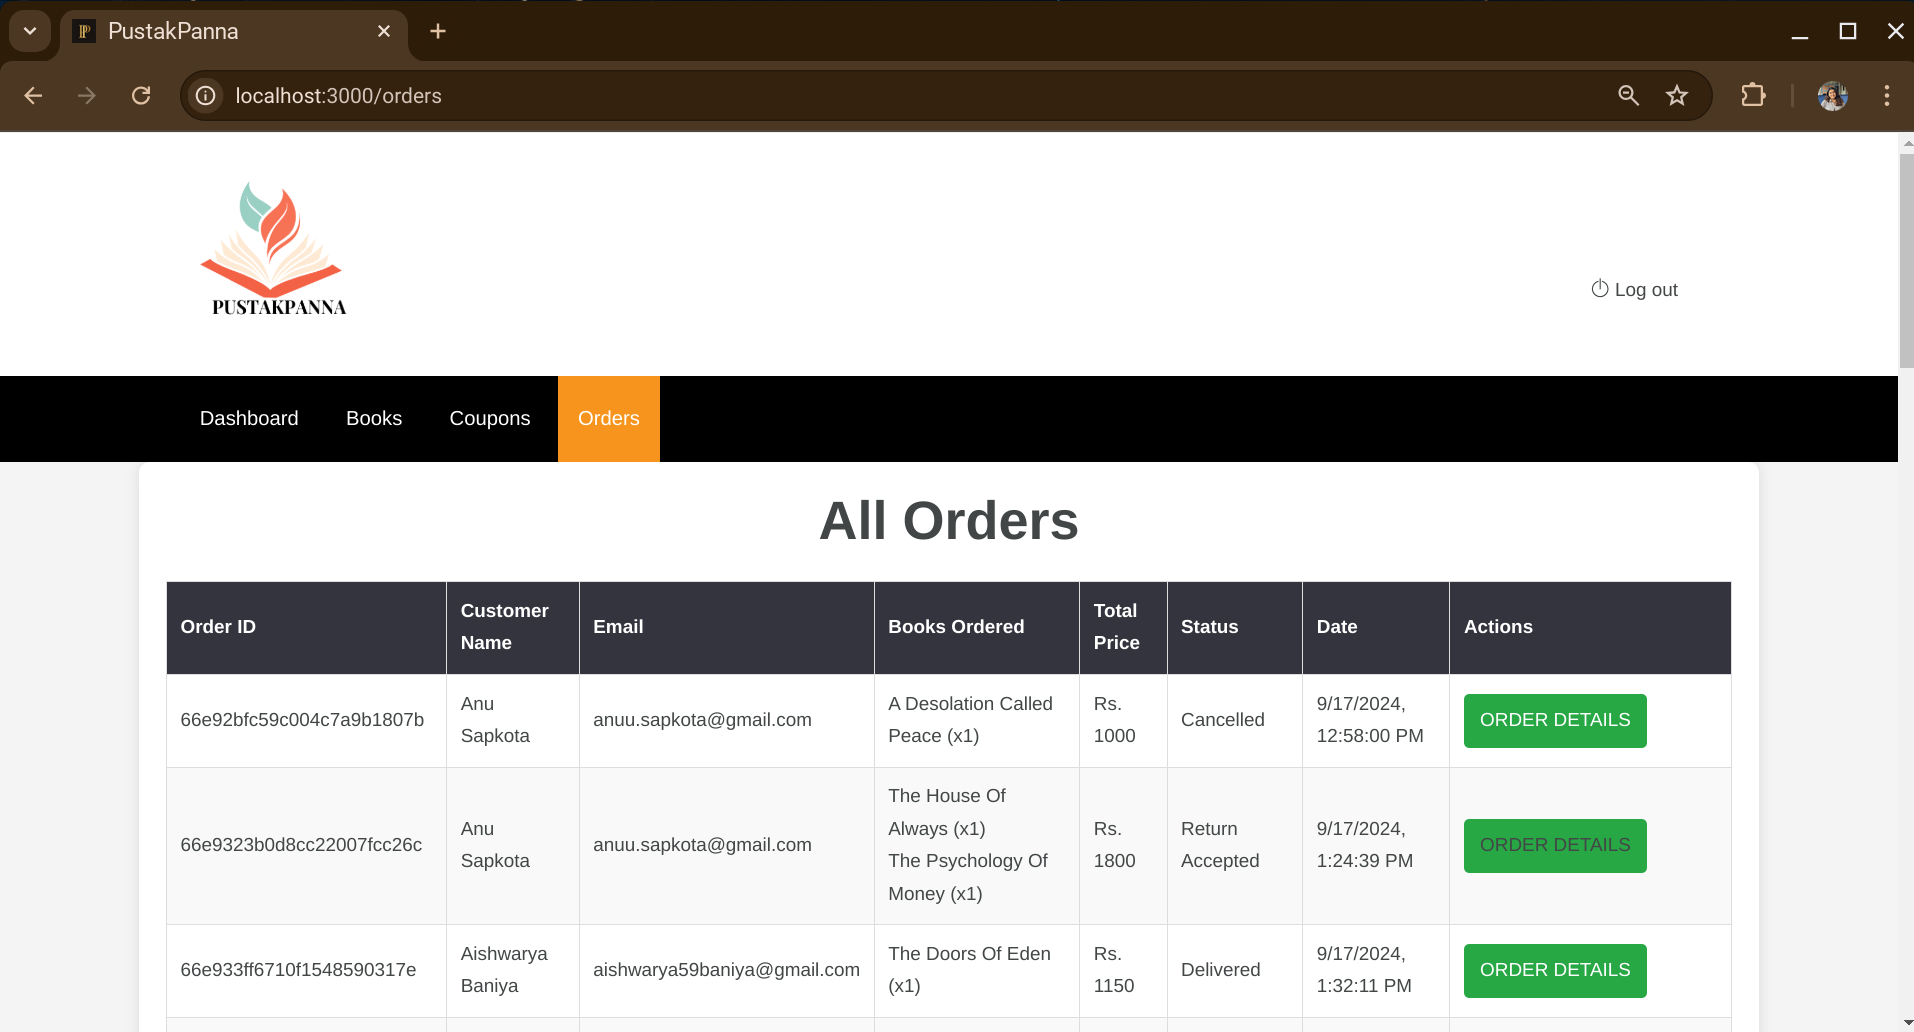 PustakPanna
localhost:3000/orders
PUSTAKPANNA
Log out
Dashboard Books Coupons Orders
All Orders
Order ID Customer Name Email Books Ordered Total Price Status Date Actions
66e92bfc59c004c7a9b1807b Anu Sapkota anuu.sapkota@gmail.com A Desolation Called Peace (x1) Rs. 1000 Cancelled 9/17/2024, 12:58:00 PM ORDER DETAILS
66e9323b0d8cc22007fcc26c Anu Sapkota anuu.sapkota@gmail.com The House Of Always (x1) The Psychology Of Money (x1) Rs. 1800 Return Accepted 9/17/2024, 1:24:39 PM ORDER DETAILS
66e933ff6710f1548590317e Aishwarya Baniya aishwarya59baniya@gmail.com The Doors Of Eden (x1) Rs. 1150 Delivered 9/17/2024, 1:32:11 PM ORDER DETAILS